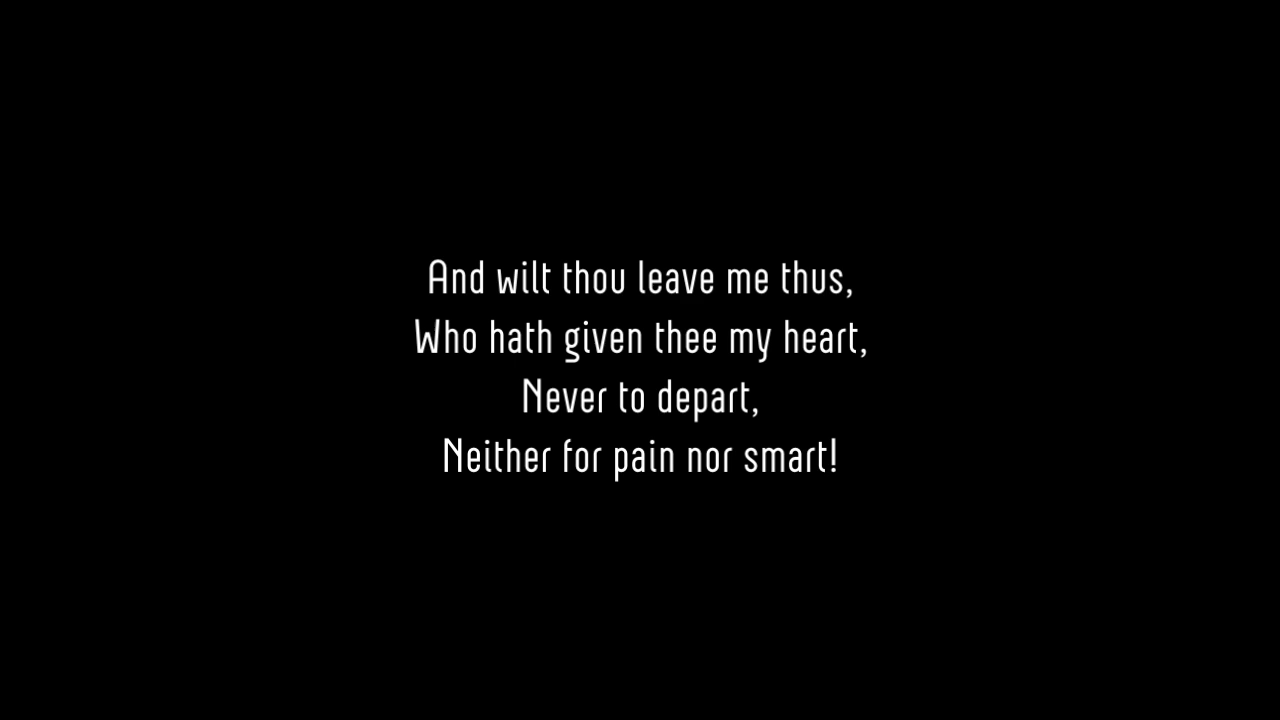 And wilt thou leave me thus,
Who hath given thee my heart,
Never to depart,
Neither for pain nor smart!